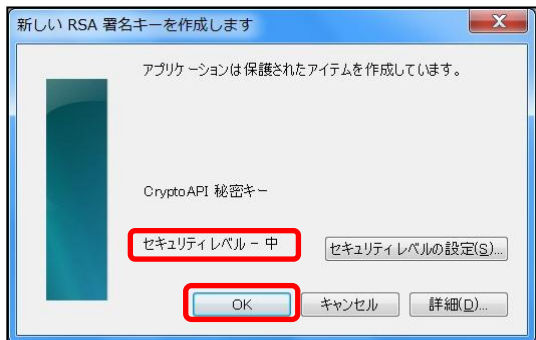 新しい RSA 署名キーを作成します
アプリケーションは保護されたアイテムを作成しています。
CryptoAPI 秘密キー
セキュリティレベル - 中
セキュリティレベルの設定(S)...
OK
キャンセル
詳細(D)...